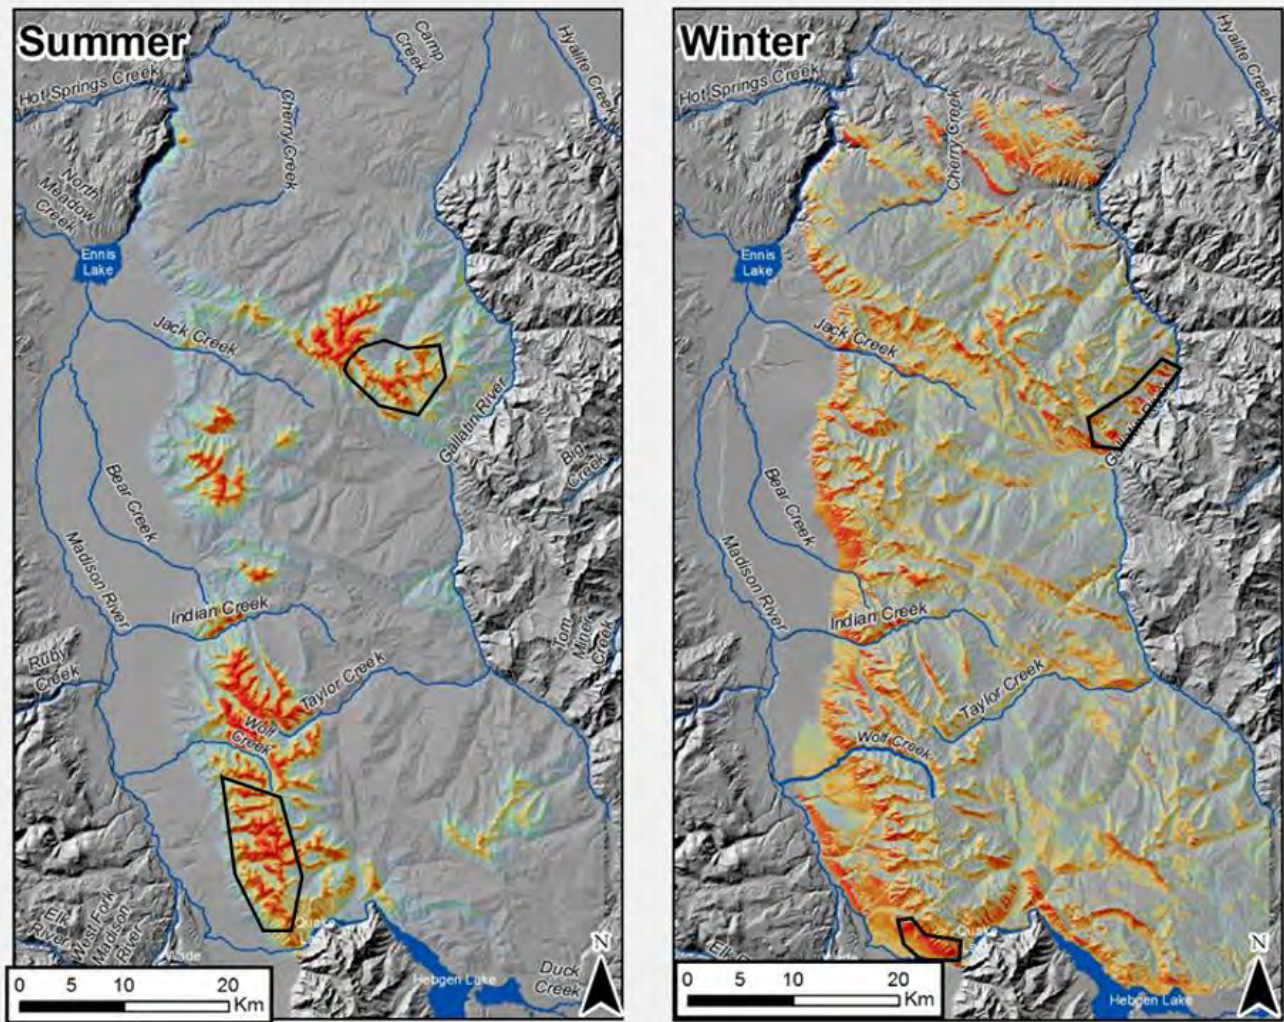 Summer
Hot Springs Creek
Camp
Creek
Hyalite Creek
Cherry Creek
North
Meadow
Creek
Ennis
Lake
Jack Creek
Gallatin River
Big
Creek
Bear Creek
Madison River
Indian Creek
Tom
Miner
Creek
Ruby
Creek
Taylor Creek
Wolf
Creek
Elk
River
West Fork
Madison
River
Wade
Quake
Hebgen Lake
Duck
Creek
N
0 5 10 20
Km
Winter
Hot Springs Creek
Hyalite Creek
Cherry Creek
Ennis
Lake
Jack Creek
Bear Creek
Madison River
Indian Creek
Taylor Creek
Wolf Creek
Quake
Hebgen Lake
N
0 5 10 20
Km